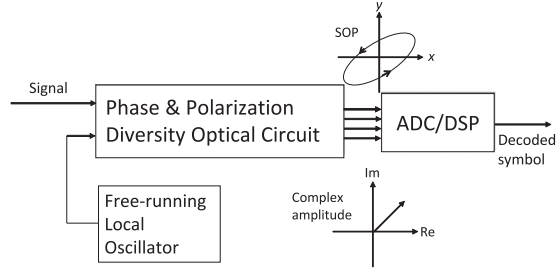 y
SOP
x
Signal
Phase & Polarization
Diversity Optical Circuit
ADC/DSP
Decoded
symbol
Free-running
Local
Oscillator
Im
Complex
amplitude
Re